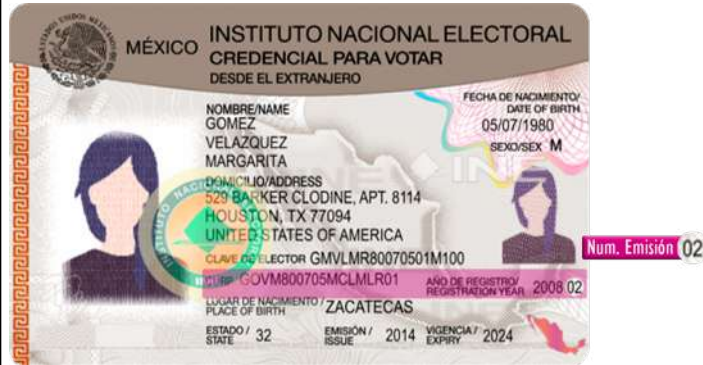 MÉXICO
INSTITUTO NACIONAL ELECTORAL
CREDENCIAL PARA VOTAR
DESDE EL EXTRANJERO
NOMBRE/NAME
GOMEZ
VELAZQUEZ
MARGARITA
FECHA DE NACIMIENTO/
DATE OF BIRTH
05/07/1980
SEXO/SEX M
DOMICILIO/ADDRESS
529 BARKER CLODINE, APT. 8114
HOUSTON, TX 77094
UNITED STATES OF AMERICA
CLAVE DE ELECTOR GMVLMR80070501M100
CURP GOVM800705MCLMLR01
AÑO DE REGISTRO/
REGISTRATION YEAR 2008 02
Num. Emisión 02
LUGAR DE NACIMIENTO /
PLACE OF BIRTH ZACATECAS
ESTADO / STATE 32 EMISIÓN / ISSUE 2014 VIGENCIA / EXPIRY 2024
INE